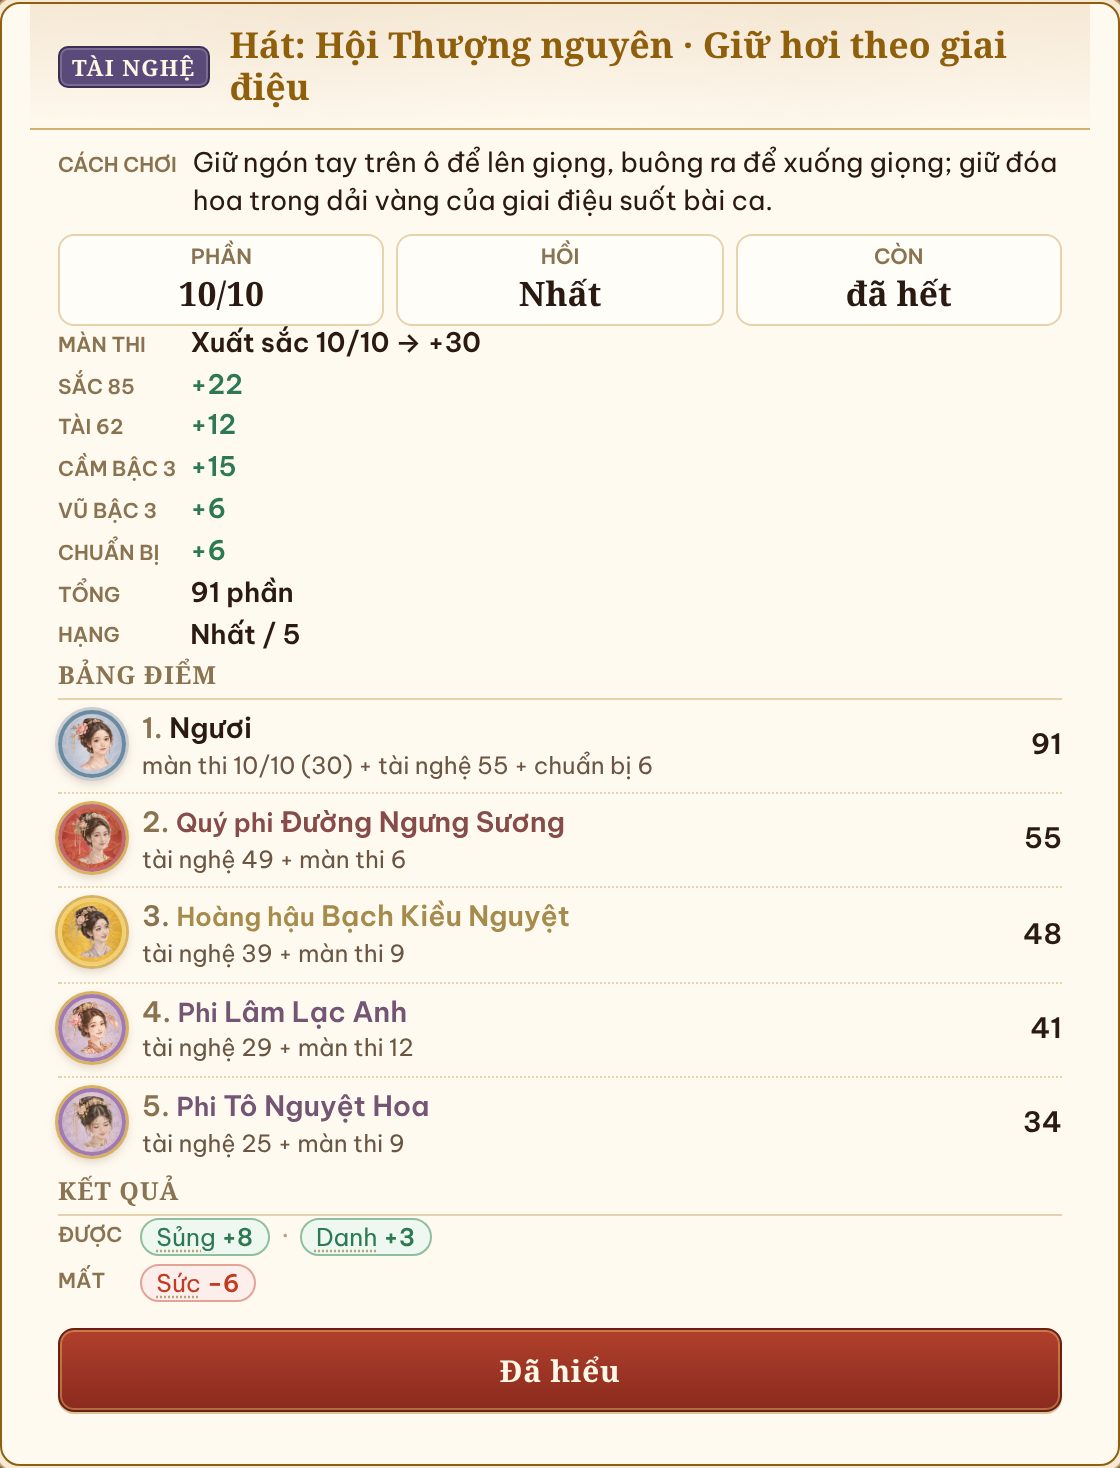 TÀI NGHỆ
Hát: Hội Thượng nguyên · Giữ hơi theo giai
điệu
CÁCH CHƠI Giữ ngón tay trên ô để lên giọng, buông ra để xuống giọng; giữ đóa
hoa trong dải vàng của giai điệu suốt bài ca.
PHẦN
10/10
HỒI
Nhất
CÒN
đã hết
MÀN THI Xuất sắc 10/10 → +30
SẮC 85 +22
TÀI 62 +12
CẦM BẬC 3 +15
VŨ BẬC 3 +6
CHUẨN BỊ +6
TỔNG 91 phần
HẠNG Nhất / 5
BẢNG ĐIỂM
1. Ngươi 91
màn thi 10/10 (30) + tài nghệ 55 + chuẩn bị 6
2. Quý phi Đường Ngưng Sương 55
tài nghệ 49 + màn thi 6
3. Hoàng hậu Bạch Kiều Nguyệt 48
tài nghệ 39 + màn thi 9
4. Phi Lâm Lạc Anh 41
tài nghệ 29 + màn thi 12
5. Phi Tô Nguyệt Hoa 34
tài nghệ 25 + màn thi 9
KẾT QUẢ
ĐƯỢC Sủng +8 · Danh +3
MẤT Sức −6
Đã hiểu